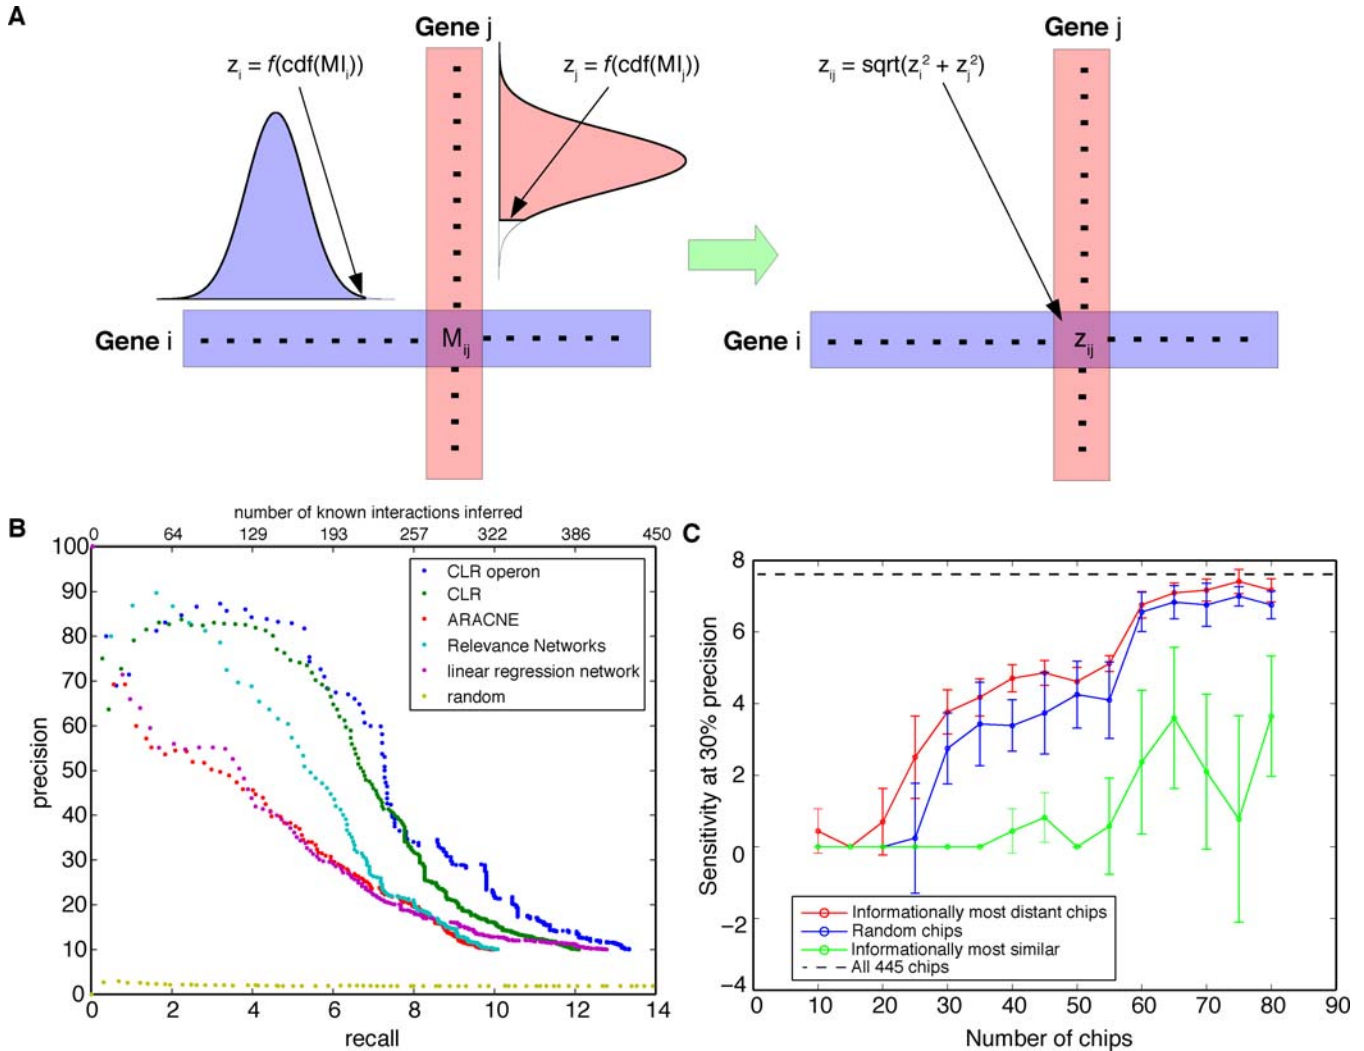 A
Gene j
z_i = f(cdf(MI_i))
z_j = f(cdf(MI_j))
Gene i
M_ij
Gene j
z_ij = sqrt(z_i^2 + z_j^2)
Gene i
z_ij
B
number of known interactions inferred
0 64 129 193 257 322 386 450
100
90
80
70
60
50
40
30
20
10
0
precision
CLR operon
CLR
ARACNE
Relevance Networks
linear regression network
random
0 2 4 6 8 10 12 14
recall
C
8
6
4
2
0
−2
−4
Sensitivity at 30% precision
Informationally most distant chips
Random chips
Informationally most similar
All 445 chips
0 10 20 30 40 50 60 70 80 90
Number of chips